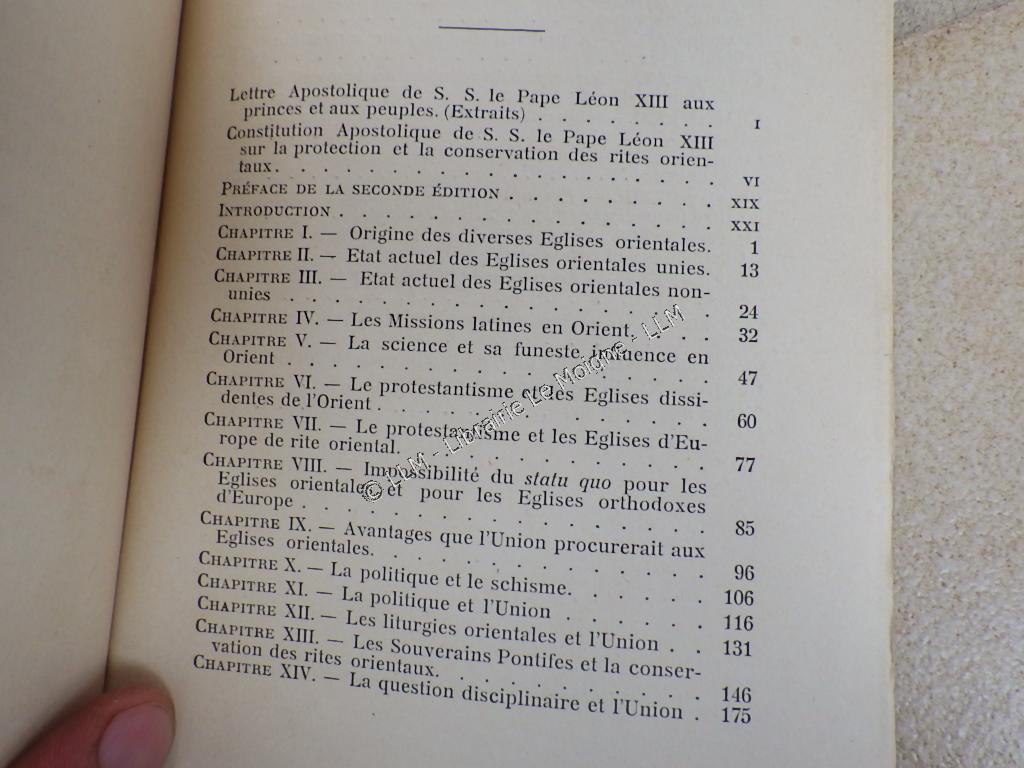 Lettre Apostolique de S. S. le Pape Léon XIII aux
princes et aux peuples. (Extraits) . . . . . . . . I
Constitution Apostolique de S. S. le Pape Léon XIII
sur la protection et la conservation des rites orien-
taux. . . . . . . . . . . . . . . . . . VI
PRÉFACE DE LA SECONDE ÉDITION . . . . . . . . . XIX
INTRODUCTION . . . . . . . . . . . . . . . XXI
CHAPITRE I. — Origine des diverses Eglises orientales. 1
CHAPITRE II. — Etat actuel des Eglises orientales unies. 13
CHAPITRE III. — Etat actuel des Eglises orientales non-
unies . . . . . . . . . . . . . . . . . 24
CHAPITRE IV. — Les Missions latines en Orient. . . . 32
CHAPITRE V. — La science et sa funeste influence en
Orient . . . . . . . . . . . . . . . . . 47
CHAPITRE VI. — Le protestantisme et les Eglises dissi-
dentes de l'Orient . . . . . . . . . . . . . 60
CHAPITRE VII. — Le protestantisme et les Eglises d'Eu-
rope de rite oriental. . . . . . . . . . . . . 77
CHAPITRE VIII. — Impossibilité du statu quo pour les
Eglises orientales et pour les Eglises orthodoxes
d'Europe . . . . . . . . . . . . . . . . 85
CHAPITRE IX. — Avantages que l'Union procurerait aux
Eglises orientales. . . . . . . . . . . . . . 96
CHAPITRE X. — La politique et le schisme. . . . . . 106
CHAPITRE XI. — La politique et l'Union . . . . . . 116
CHAPITRE XII. — Les liturgies orientales et l'Union . . 131
CHAPITRE XIII. — Les Souverains Pontifes et la conser-
vation des rites orientaux. . . . . . . . . . . 146
CHAPITRE XIV. — La question disciplinaire et l'Union . 175
© LLM - Librairie Le Moigne - LLM